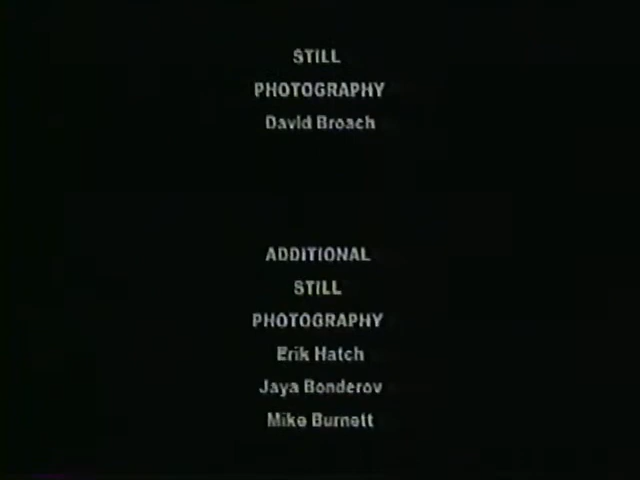 STILL
PHOTOGRAPHY
David Broach
ADDITIONAL
STILL
PHOTOGRAPHY
Erik Hatch
Jaya Bonderov
Mike Burnett